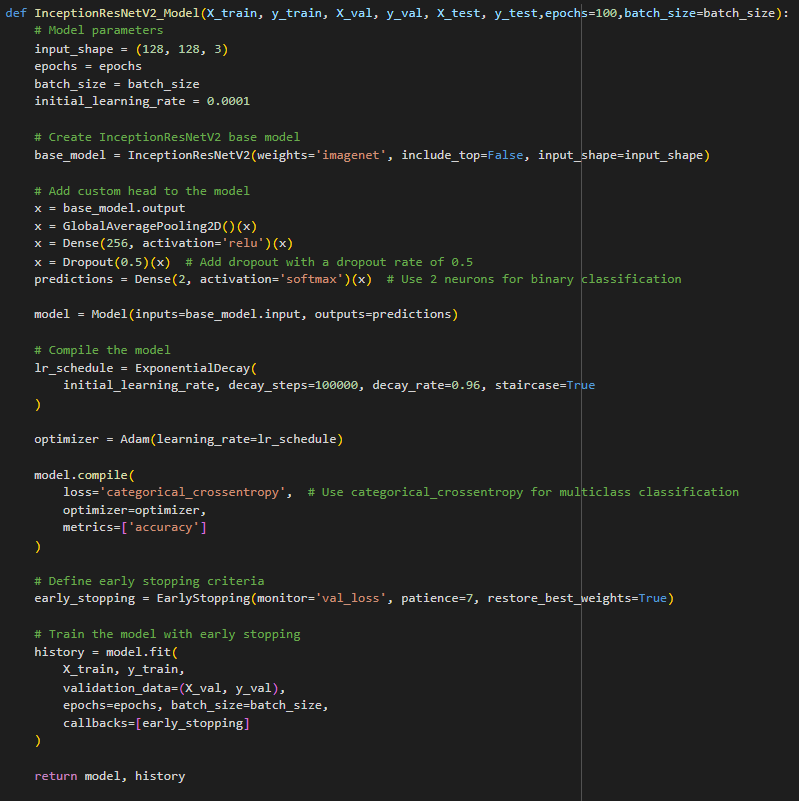 def InceptionResNetV2_Model(X_train, y_train, X_val, y_val, X_test, y_test,epochs=100,batch_size=batch_size):
    # Model parameters
    input_shape = (128, 128, 3)
    epochs = epochs
    batch_size = batch_size
    initial_learning_rate = 0.0001

    # Create InceptionResNetV2 base model
    base_model = InceptionResNetV2(weights='imagenet', include_top=False, input_shape=input_shape)

    # Add custom head to the model
    x = base_model.output
    x = GlobalAveragePooling2D()(x)
    x = Dense(256, activation='relu')(x)
    x = Dropout(0.5)(x)  # Add dropout with a dropout rate of 0.5
    predictions = Dense(2, activation='softmax')(x)  # Use 2 neurons for binary classification

    model = Model(inputs=base_model.input, outputs=predictions)

    # Compile the model
    lr_schedule = ExponentialDecay(
        initial_learning_rate, decay_steps=100000, decay_rate=0.96, staircase=True
    )

    optimizer = Adam(learning_rate=lr_schedule)

    model.compile(
        loss='categorical_crossentropy',  # Use categorical_crossentropy for multiclass classification
        optimizer=optimizer,
        metrics=['accuracy']
    )

    # Define early stopping criteria
    early_stopping = EarlyStopping(monitor='val_loss', patience=7, restore_best_weights=True)

    # Train the model with early stopping
    history = model.fit(
        X_train, y_train,
        validation_data=(X_val, y_val),
        epochs=epochs, batch_size=batch_size,
        callbacks=[early_stopping]
    )

    return model, history